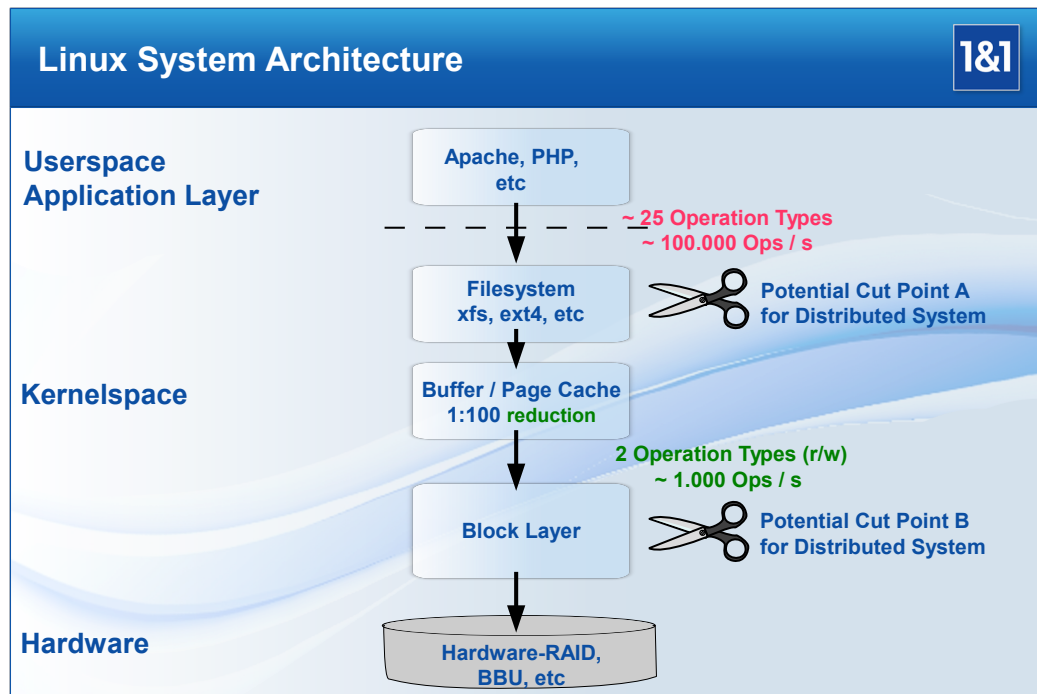 Linux System Architecture
1&1
Userspace
Application Layer
Apache, PHP,
etc
~ 25 Operation Types
~ 100.000 Ops / s
Filesystem
xfs, ext4, etc
Potential Cut Point A
for Distributed System
Kernelspace
Buffer / Page Cache
1:100 reduction
2 Operation Types (r/w)
~ 1.000 Ops / s
Block Layer
Potential Cut Point B
for Distributed System
Hardware
Hardware-RAID,
BBU, etc